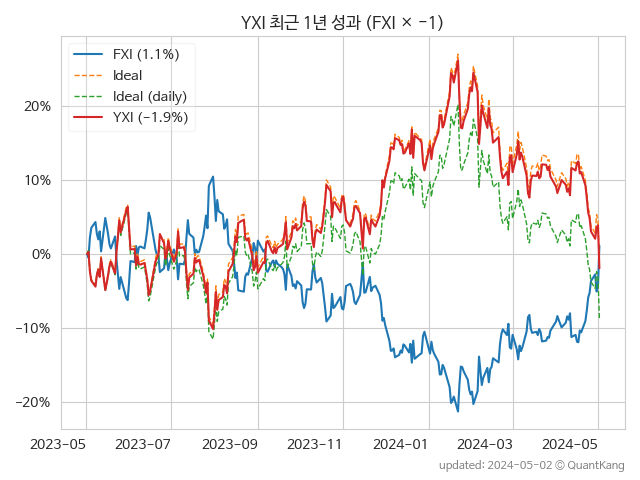 YXI 최근 1년 성과 (FXI × -1)
FXI (1.1%)
Ideal
Ideal (daily)
YXI (−1.9%)
20%
10%
0%
−10%
−20%
2023-05 2023-07 2023-09 2023-11 2024-01 2024-03 2024-05
updated: 2024-05-02 ⓒ QuantKang